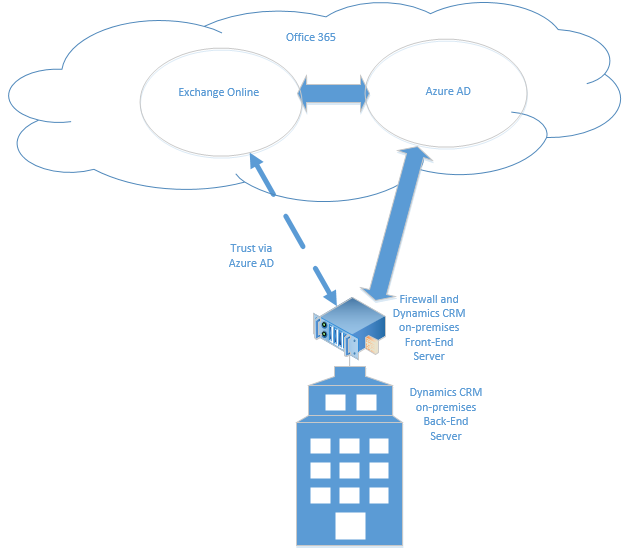 Office 365
Exchange Online
Azure AD
Trust via
Azure AD
Firewall and
Dynamics CRM
on-premises
Front-End
Server
Dynamics CRM
on-premises
Back-End
Server